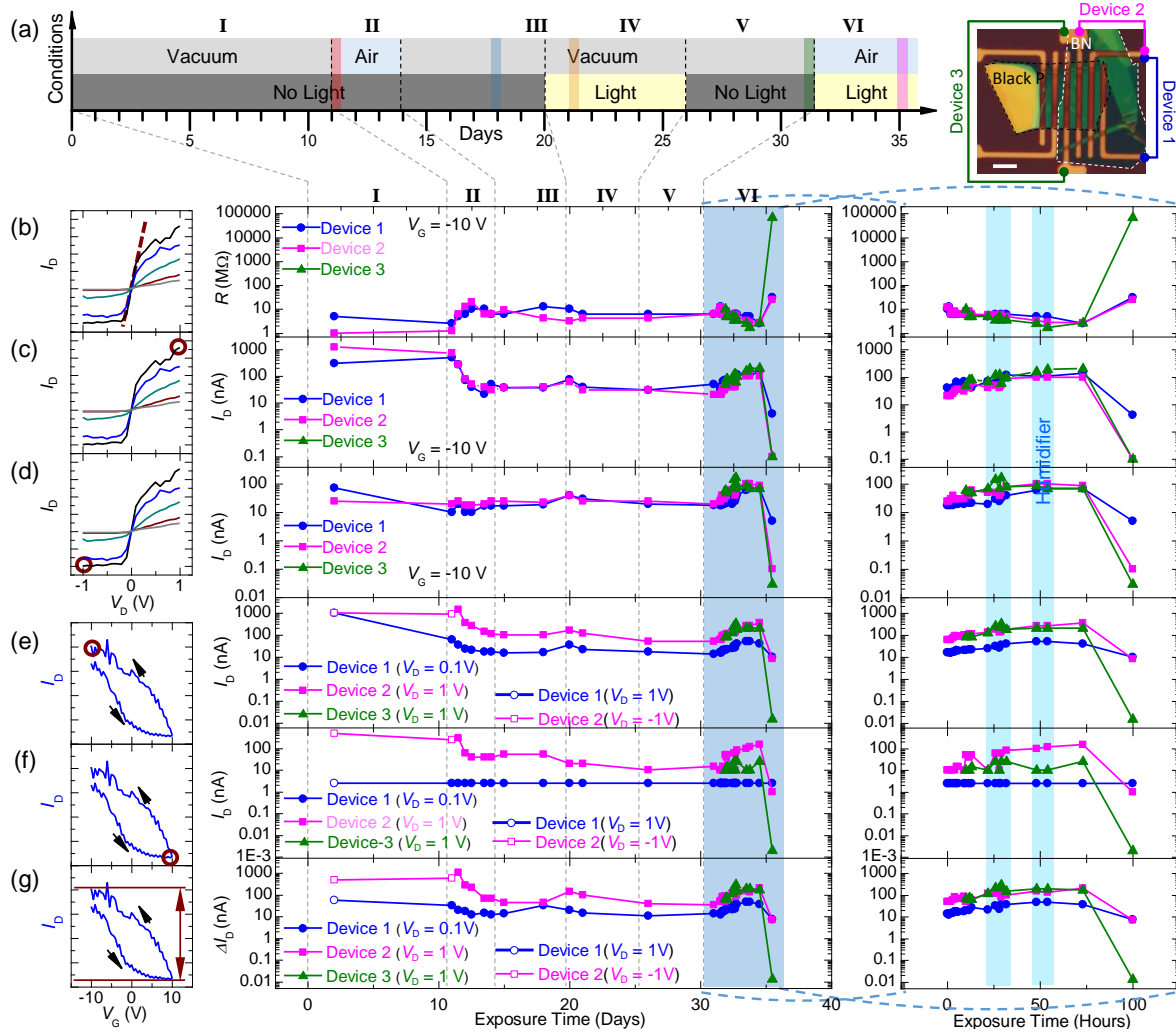 (a)
Conditions
I II III IV V VI
Vacuum Air Vacuum Air
No Light Light No Light Light
0 5 10 15 20 25 30 35
Days
Device 2
BN
Black P
Device 3
Device 1
I II III IV V VI
(b)
I_D
R (MΩ)
100000
10000
1000
100
10
1
Device 1
Device 2
Device 3
V_G = -10 V
(c)
I_D
I_D (nA)
1000
100
10
1
0.1
Device 1
Device 2
Device 3
V_G = -10 V
(d)
I_D
-1 0 1
V_D (V)
I_D (nA)
100
10
1
0.1
0.01
Device 1
Device 2
Device 3
V_G = -10 V
Humidifier
(e)
I_D
I_D (nA)
1000
100
10
1
0.1
0.01
Device 1 (V_D = 0.1V)
Device 2 (V_D = 1 V)
Device 3 (V_D = 1 V)
Device 1 (V_D = 1V)
Device 2 (V_D = -1V)
(f)
I_D
I_D (nA)
100
10
1
0.1
0.01
1E-3
Device 1 (V_D = 0.1V)
Device 2 (V_D = 1 V)
Device-3 (V_D = 1 V)
Device 1 (V_D = 1V)
Device 2 (V_D = -1V)
(g)
I_D
-10 0 10
V_G (V)
ΔI_D (nA)
1000
100
10
1
0.1
0.01
Device 1 (V_D = 0.1V)
Device 2 (V_D = 1 V)
Device 3 (V_D = 1 V)
Device 1 (V_D = 1V)
Device 2 (V_D = -1V)
0 10 20 30 40
Exposure Time (Days)
0 50 100
Exposure Time (Hours)